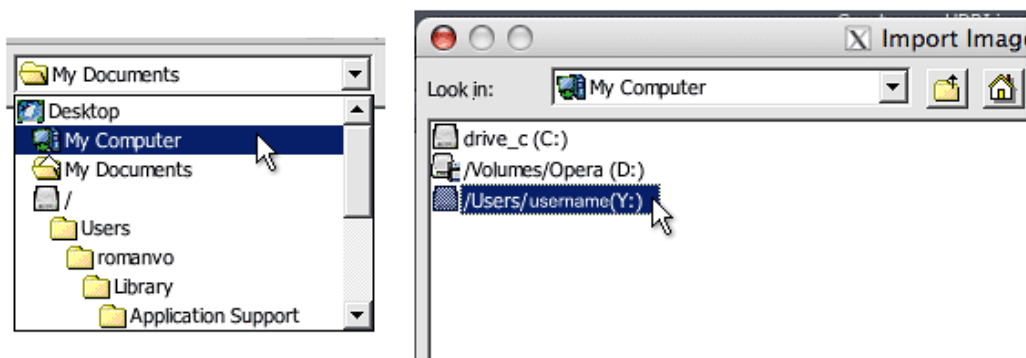 My Documents
Desktop
My Computer
My Documents
/
Users
romanvo
Library
Application Support
X Import Imag
Look in:
My Computer
drive_c (C:)
/Volumes/Opera (D:)
/Users/username(Y:)